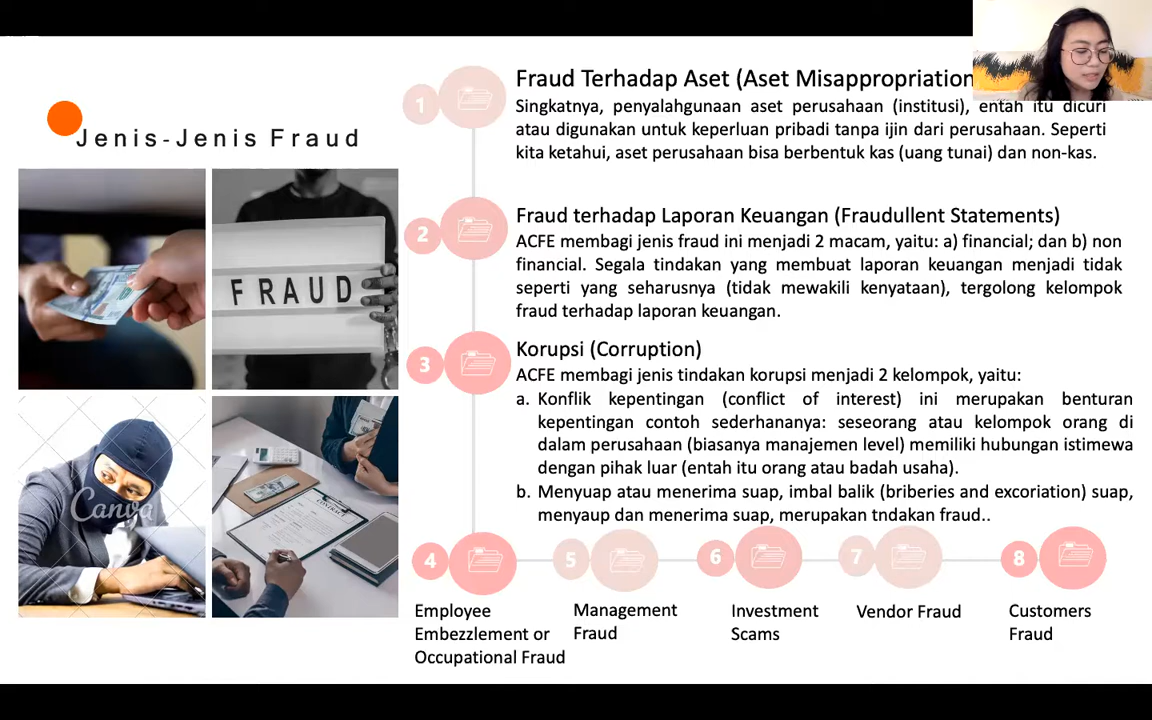 Jenis-Jenis Fraud
FRAUD
Canva
CONTRACT
1
Fraud Terhadap Aset (Aset Misappropriation
Singkatnya, penyalahgunaan aset perusahaan (institusi), entah itu dicuri
atau digunakan untuk keperluan pribadi tanpa ijin dari perusahaan. Seperti
kita ketahui, aset perusahaan bisa berbentuk kas (uang tunai) dan non-kas.
2
Fraud terhadap Laporan Keuangan (Fraudullent Statements)
ACFE membagi jenis fraud ini menjadi 2 macam, yaitu: a) financial; dan b) non
financial. Segala tindakan yang membuat laporan keuangan menjadi tidak
seperti yang seharusnya (tidak mewakili kenyataan), tergolong kelompok
fraud terhadap laporan keuangan.
3
Korupsi (Corruption)
ACFE membagi jenis tindakan korupsi menjadi 2 kelompok, yaitu:
a. Konflik kepentingan (conflict of interest) ini merupakan benturan
kepentingan contoh sederhananya: seseorang atau kelompok orang di
dalam perusahaan (biasanya manajemen level) memiliki hubungan istimewa
dengan pihak luar (entah itu orang atau badah usaha).
b. Menyuap atau menerima suap, imbal balik (briberies and excoriation) suap,
menyaup dan menerima suap, merupakan tndakan fraud..
4
Employee
Embezzlement or
Occupational Fraud
5
Management
Fraud
6
Investment
Scams
7
Vendor Fraud
8
Customers
Fraud